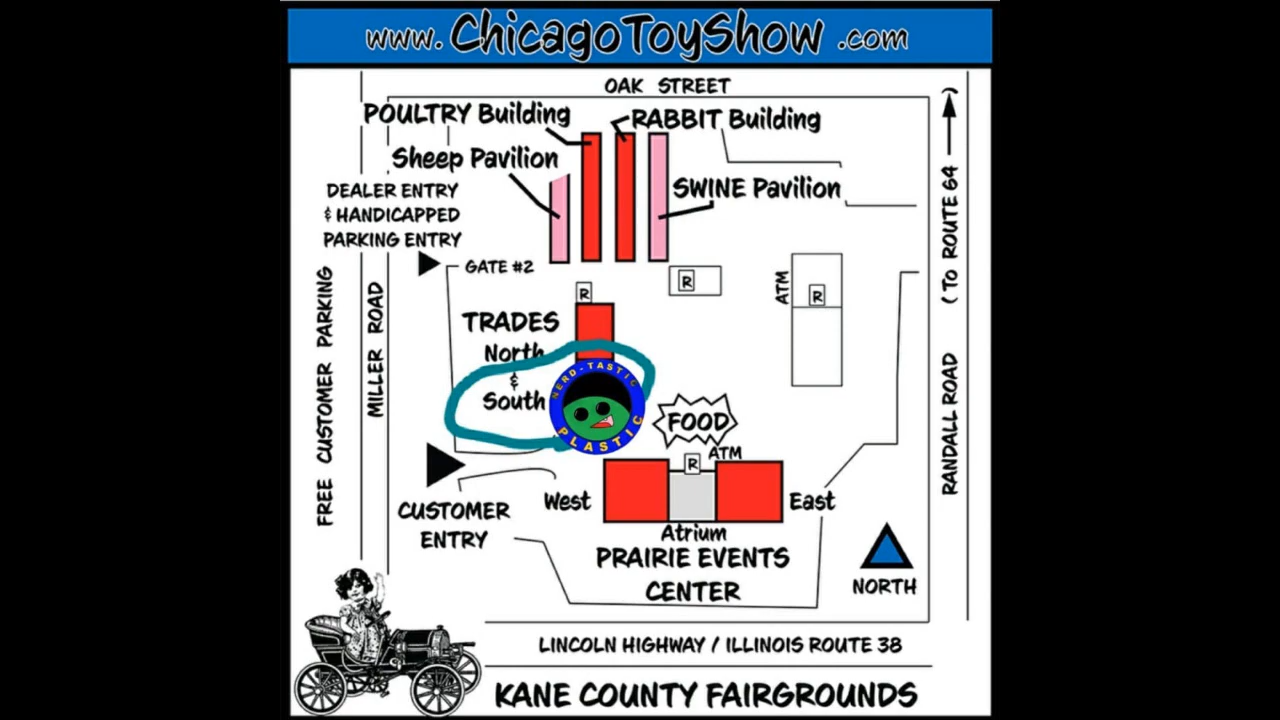 www.ChicagoToyShow.com
OAK STREET
POULTRY Building
RABBIT Building
Sheep Pavilion
SWINE Pavilion
DEALER ENTRY
& HANDICAPPED
PARKING ENTRY
GATE #2
R
R
ATM
R
TRADES
North
&
South
NERD-TASTIC
PLASTIC
FOOD
ATM
R
West
East
Atrium
PRAIRIE EVENTS
CENTER
CUSTOMER
ENTRY
FREE CUSTOMER PARKING
MILLER ROAD
RANDALL ROAD (TO ROUTE 64)
NORTH
LINCOLN HIGHWAY / ILLINOIS ROUTE 38
KANE COUNTY FAIRGROUNDS